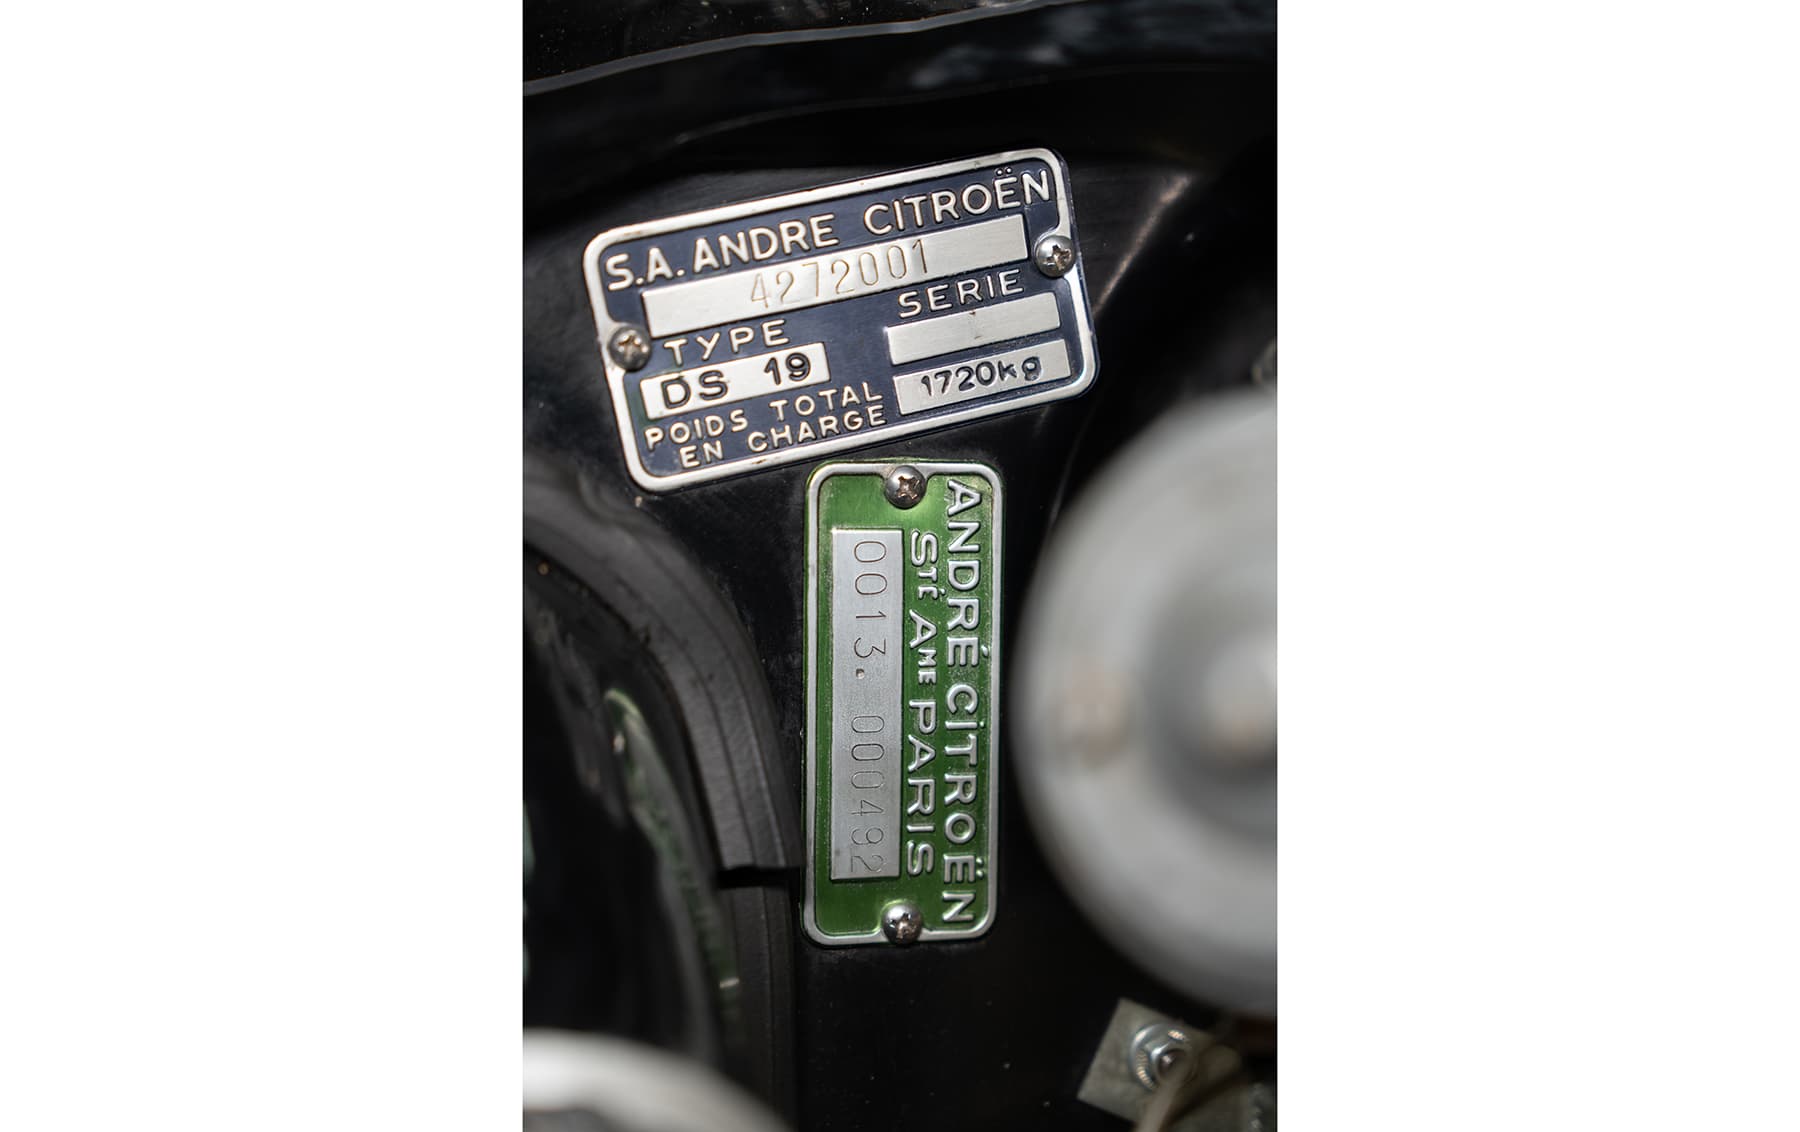 S.A. ANDRE CITROËN
4272001
TYPE SERIE
DS 19
POIDS TOTAL
EN CHARGE
1720kg
ANDRÉ CITROËN
STÉ AME PARIS
0013. 000492